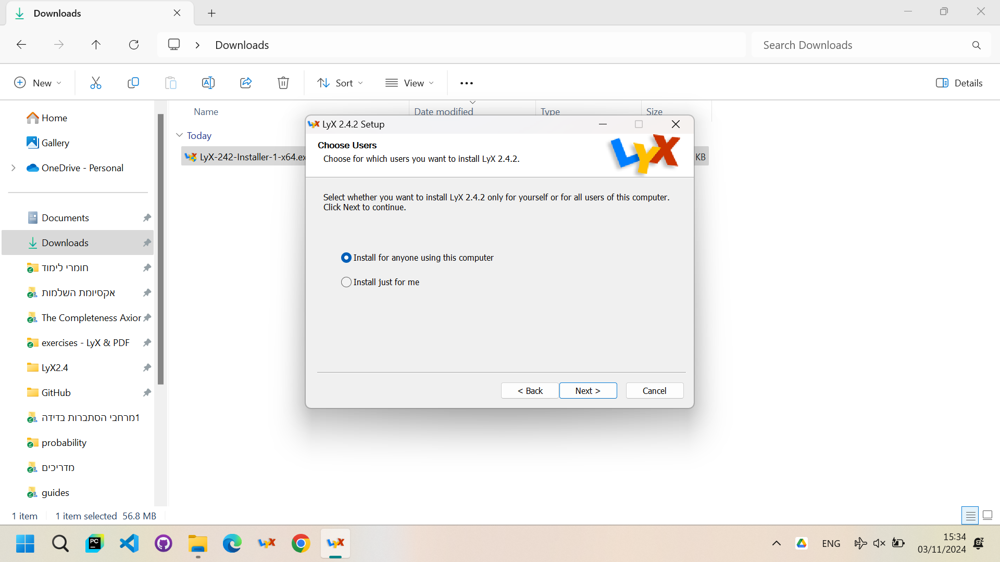 Downloads
Downloads
Search Downloads
New
Sort
View
Details
Name
Date modified
Type
Size
Home
Gallery
OneDrive - Personal
Documents
Downloads
חומרי לימוד
אקסיומת השלמות
The Completeness Axior
exercises - LyX & PDF
LyX2.4
GitHub
מרחבי הסתברות בדידה1
probability
מדריכים
guides
Today
LyX-242-Installer-1-x64.ex
KB
LyX 2.4.2 Setup
Choose Users
Choose for which users you want to install LyX 2.4.2.
LyX
Select whether you want to install LyX 2.4.2 only for yourself or for all users of this computer.
Click Next to continue.
Install for anyone using this computer
Install just for me
< Back
Next >
Cancel
1 item
1 item selected 56.8 MB
PC
LyX
LyX
ENG
15:34
03/11/2024